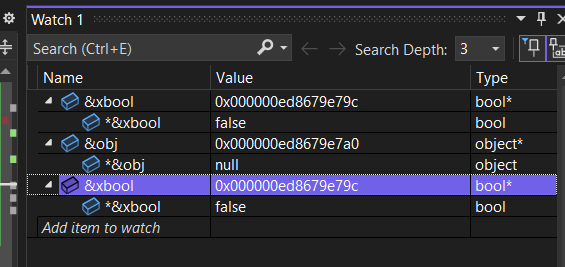 Watch 1
Search (Ctrl+E) Search Depth: 3
Name Value Type
&xbool 0x000000ed8679e79c bool*
*&xbool false bool
&obj 0x000000ed8679e7a0 object*
*&obj null object
&xbool 0x000000ed8679e79c bool*
*&xbool false bool
Add item to watch